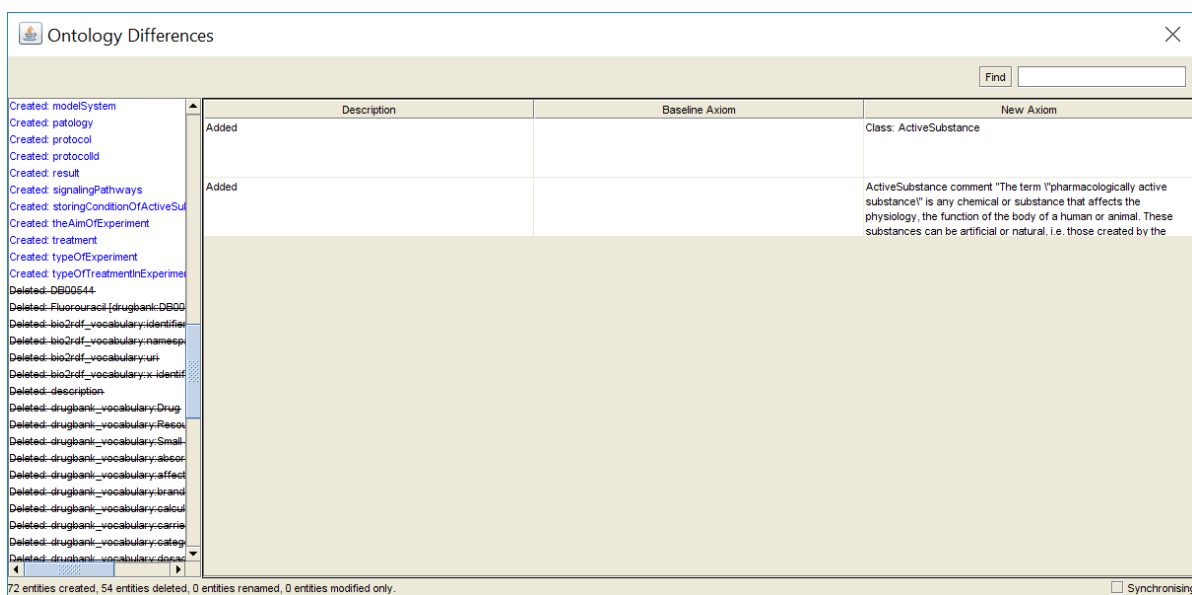 Ontology Differences
Find
Created: modelSystem
Created: patology
Created: protocol
Created: protocolId
Created: result
Created: signalingPathways
Created: storingConditionOfActiveSul
Created: theAimOfExperiment
Created: treatment
Created: typeOfExperiment
Created: typeOfTreatmentInExperimen
Deleted: DB00544
Deleted: Fluorouracil [drugbank:DB00
Deleted: bio2rdf_vocabulary:identifier
Deleted: bio2rdf_vocabulary:namespa
Deleted: bio2rdf_vocabulary:uri
Deleted: bio2rdf_vocabulary:x-identif
Deleted: description
Deleted: drugbank_vocabulary:Drug
Deleted: drugbank_vocabulary:Resou
Deleted: drugbank_vocabulary:Small-
Deleted: drugbank_vocabulary:absor
Deleted: drugbank_vocabulary:affect
Deleted: drugbank_vocabulary:brand
Deleted: drugbank_vocabulary:calcul
Deleted: drugbank_vocabulary:carrie
Deleted: drugbank_vocabulary:categ
Deleted: drugbank_vocabulary:dosag
Description Baseline Axiom New Axiom
Added Class: ActiveSubstance
Added ActiveSubstance comment "The term \"pharmacologically active
substance\" is any chemical or substance that affects the
physiology, the function of the body of a human or animal. These
substances can be artificial or natural, i.e. those created by the
72 entities created, 54 entities deleted, 0 entities renamed, 0 entities modified only.
Synchronising